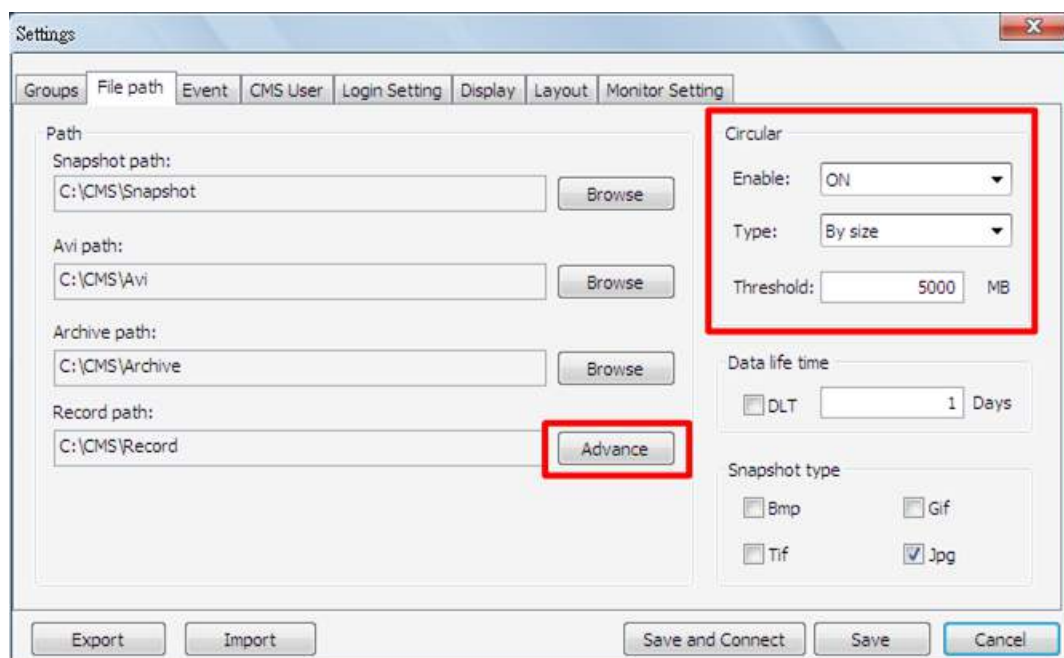 Settings
Groups File path Event CMS User Login Setting Display Layout Monitor Setting
Path
Snapshot path:
C:\CMS\Snapshot
Browse
Avi path:
C:\CMS\Avi
Browse
Archive path:
C:\CMS\Archive
Browse
Record path:
C:\CMS\Record
Advance
Circular
Enable: ON
Type: By size
Threshold: 5000 MB
Data life time
DLT 1 Days
Snapshot type
Bmp Gif
Tif Jpg
Export Import Save and Connect Save Cancel